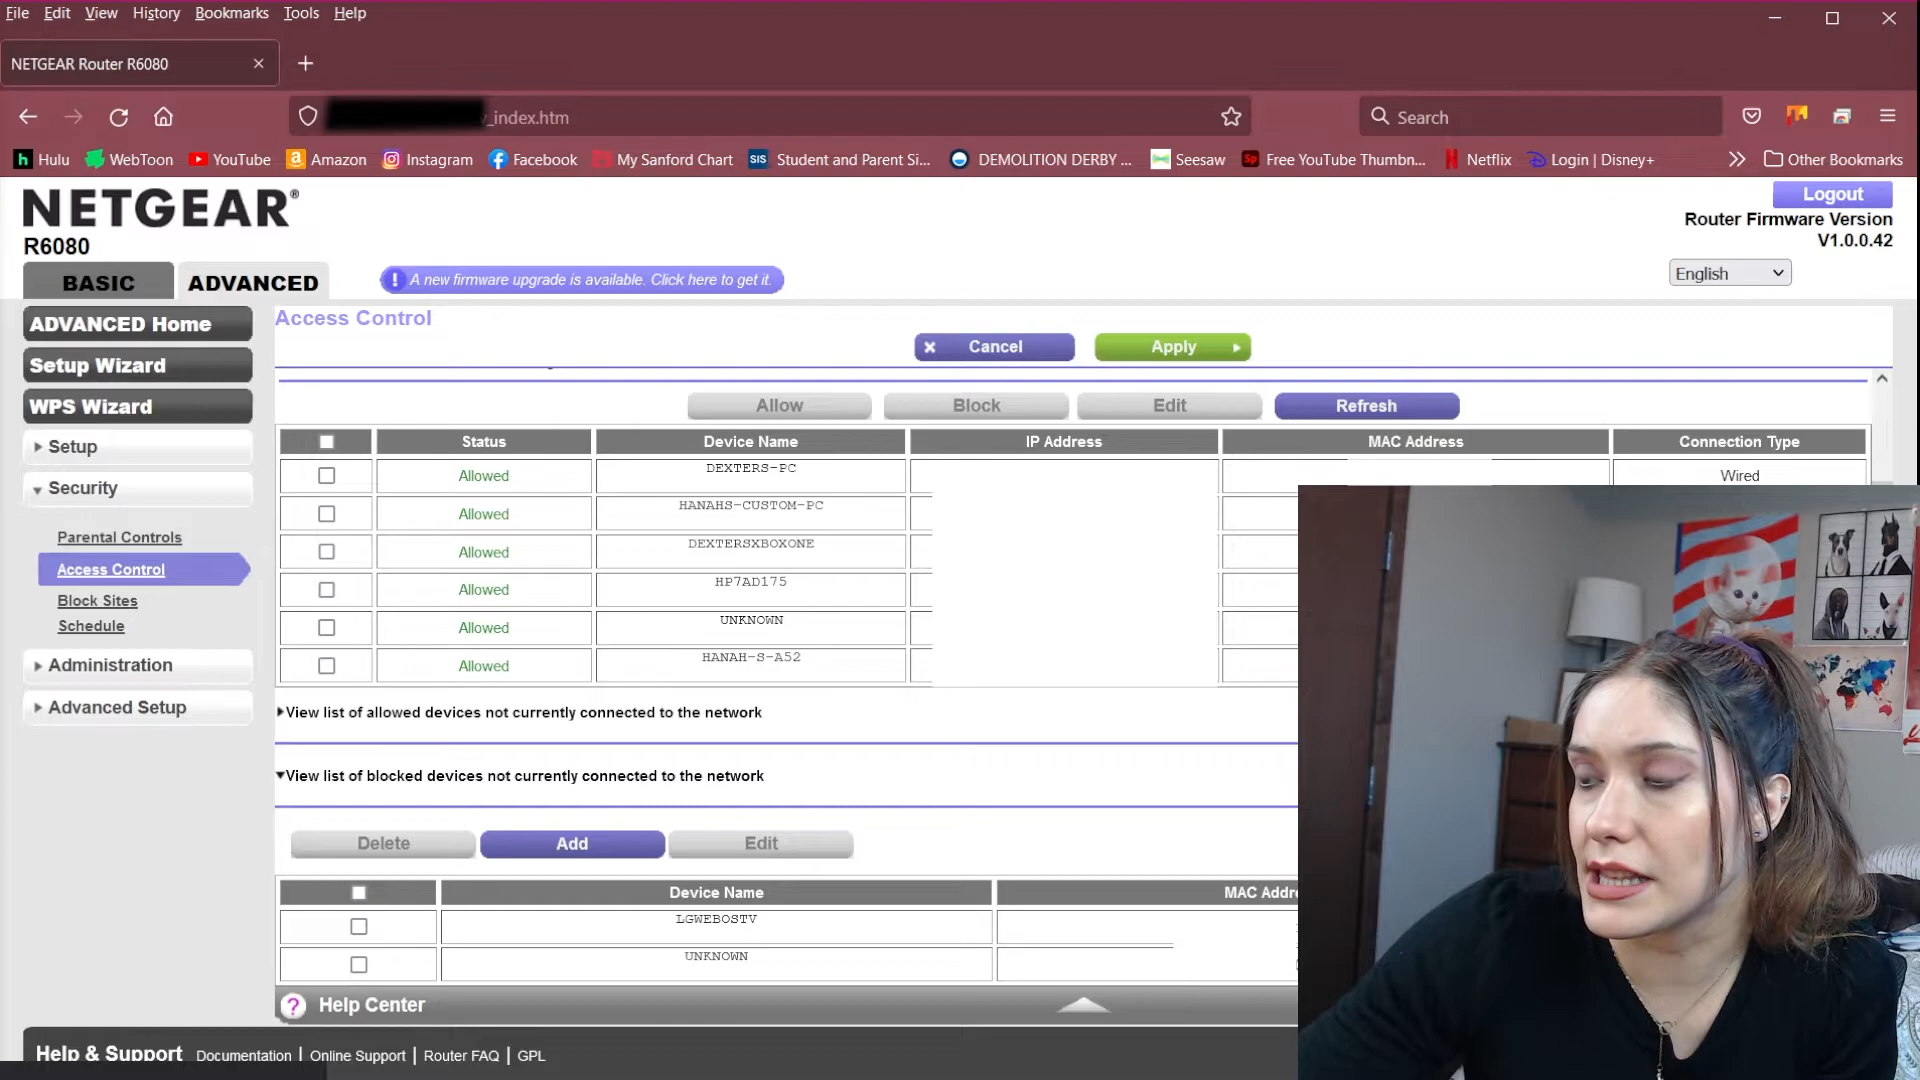 File Edit View History Bookmarks Tools Help
NETGEAR Router R6080
_index.htm
Search
Hulu WebToon YouTube Amazon Instagram Facebook My Sanford Chart SIS Student and Parent Si... DEMOLITION DERBY ... Seesaw Sp Free YouTube Thumbn... Netflix Login | Disney+ Other Bookmarks
NETGEAR®
R6080
Logout
Router Firmware Version
V1.0.0.42
BASIC ADVANCED
! A new firmware upgrade is available. Click here to get it.
English
ADVANCED Home
Setup Wizard
WPS Wizard
Setup
Security
Parental Controls
Access Control
Block Sites
Schedule
Administration
Advanced Setup
Access Control
Cancel Apply
Allow Block Edit Refresh
Status Device Name IP Address MAC Address Connection Type
Allowed DEXTERS-PC Wired
Allowed HANAHS-CUSTOM-PC
Allowed DEXTERSXBOXONE
Allowed HP7AD175
Allowed UNKNOWN
Allowed HANAH-S-A52
View list of allowed devices not currently connected to the network
View list of blocked devices not currently connected to the network
Delete Add Edit
Device Name MAC Addre
LGWEBOSTV
UNKNOWN
? Help Center
Help & Support Documentation | Online Support | Router FAQ | GPL